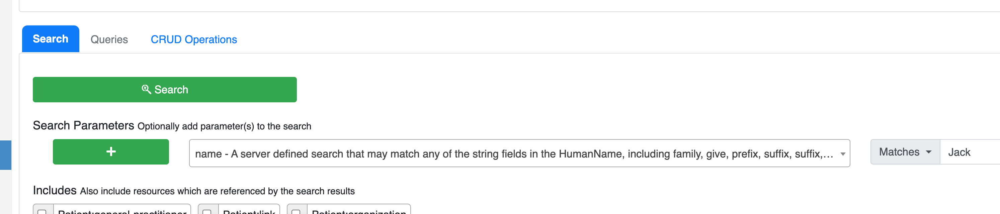 Search Queries CRUD Operations
Search
Search Parameters Optionally add parameter(s) to the search
+ name - A server defined search that may match any of the string fields in the HumanName, including family, give, prefix, suffix, suffix,... Matches Jack
Includes Also include resources which are referenced by the search results
Patient:general-practitioner Patient:link Patient:organization